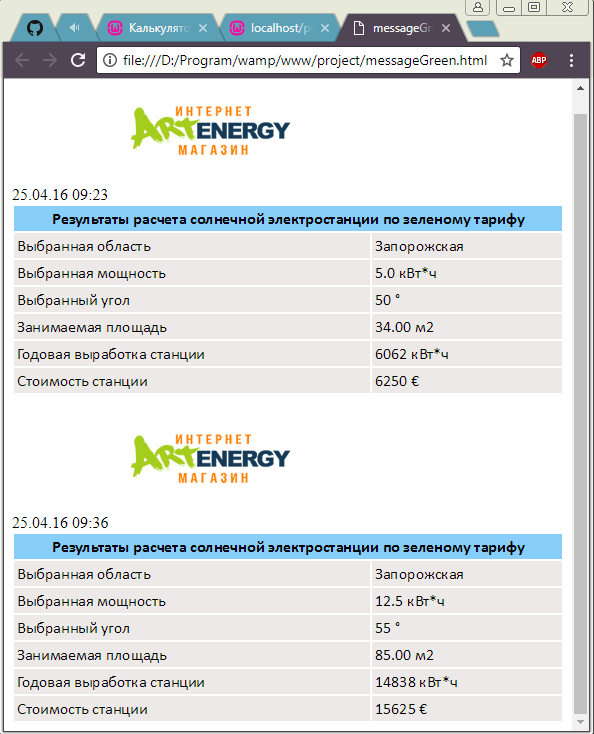 Калькулято
localhost/p
messageGr
file:///D:/Program/wamp/www/project/messageGreen.html
ABP
ИНТЕРНЕТ
ARTENERGY
МАГАЗИН
25.04.16 09:23
Результаты расчета солнечной электростанции по зеленому тарифу
Выбранная область Запорожская
Выбранная мощность 5.0 кВт*ч
Выбранный угол 50 °
Занимаемая площадь 34.00 м2
Годовая выработка станции 6062 кВт*ч
Стоимость станции 6250 €
ИНТЕРНЕТ
ARTENERGY
МАГАЗИН
25.04.16 09:36
Результаты расчета солнечной электростанции по зеленому тарифу
Выбранная область Запорожская
Выбранная мощность 12.5 кВт*ч
Выбранный угол 55 °
Занимаемая площадь 85.00 м2
Годовая выработка станции 14838 кВт*ч
Стоимость станции 15625 €